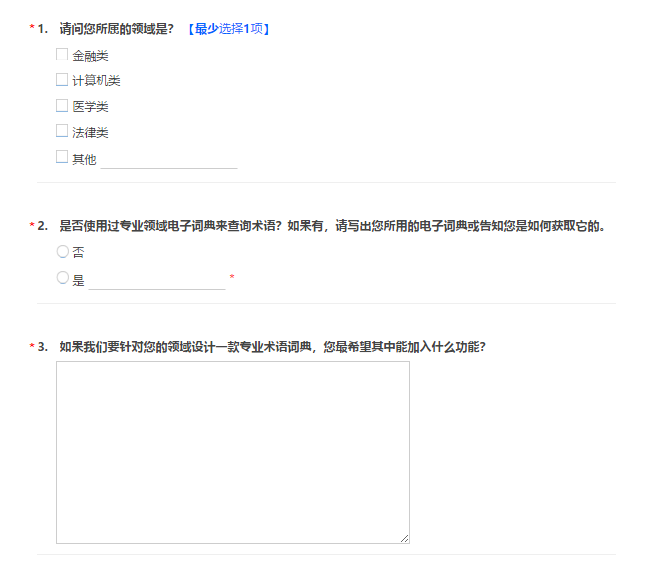 * 1. 请问您所属的领域是? 【最少选择1项】
金融类
计算机类
医学类
法律类
其他
* 2. 是否使用过专业领域电子词典来查询术语？如果有，请写出您所用的电子词典或告知您是如何获取它的。
否
是 *
* 3. 如果我们要针对您的领域设计一款专业术语词典，您最希望其中能加入什么功能?